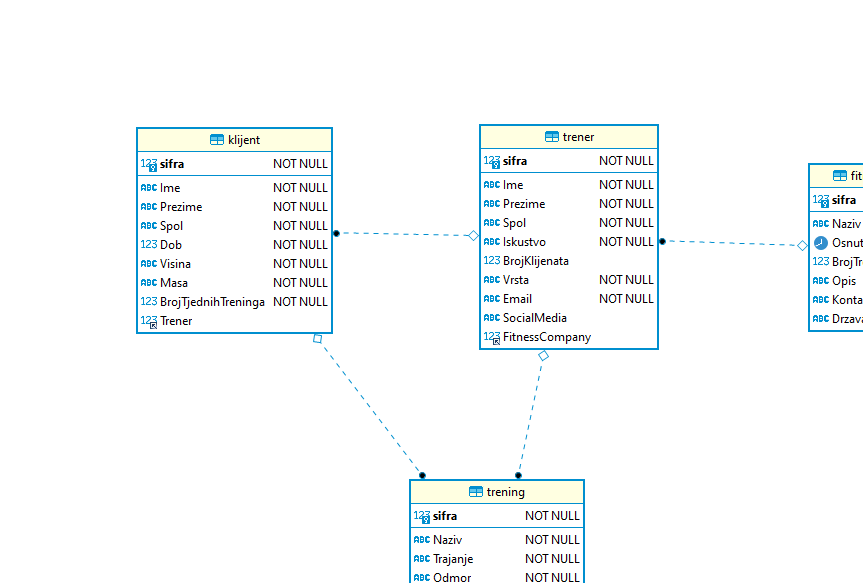 klijent
123 sifra NOT NULL
ABC Ime NOT NULL
ABC Prezime NOT NULL
ABC Spol NOT NULL
123 Dob NOT NULL
ABC Visina NOT NULL
ABC Masa NOT NULL
123 BrojTjednihTreninga NOT NULL
123 Trener
trener
123 sifra NOT NULL
ABC Ime NOT NULL
ABC Prezime NOT NULL
ABC Spol NOT NULL
ABC Iskustvo NOT NULL
123 BrojKlijenata
ABC Vrsta NOT NULL
ABC Email NOT NULL
ABC SocialMedia
123 FitnessCompany
fit
123 sifra
ABC Naziv
Osnut
123 BrojTr
ABC Opis
ABC Konta
ABC Drzava
trening
123 sifra NOT NULL
ABC Naziv NOT NULL
ABC Trajanje NOT NULL
ABC Odmor NOT NULL